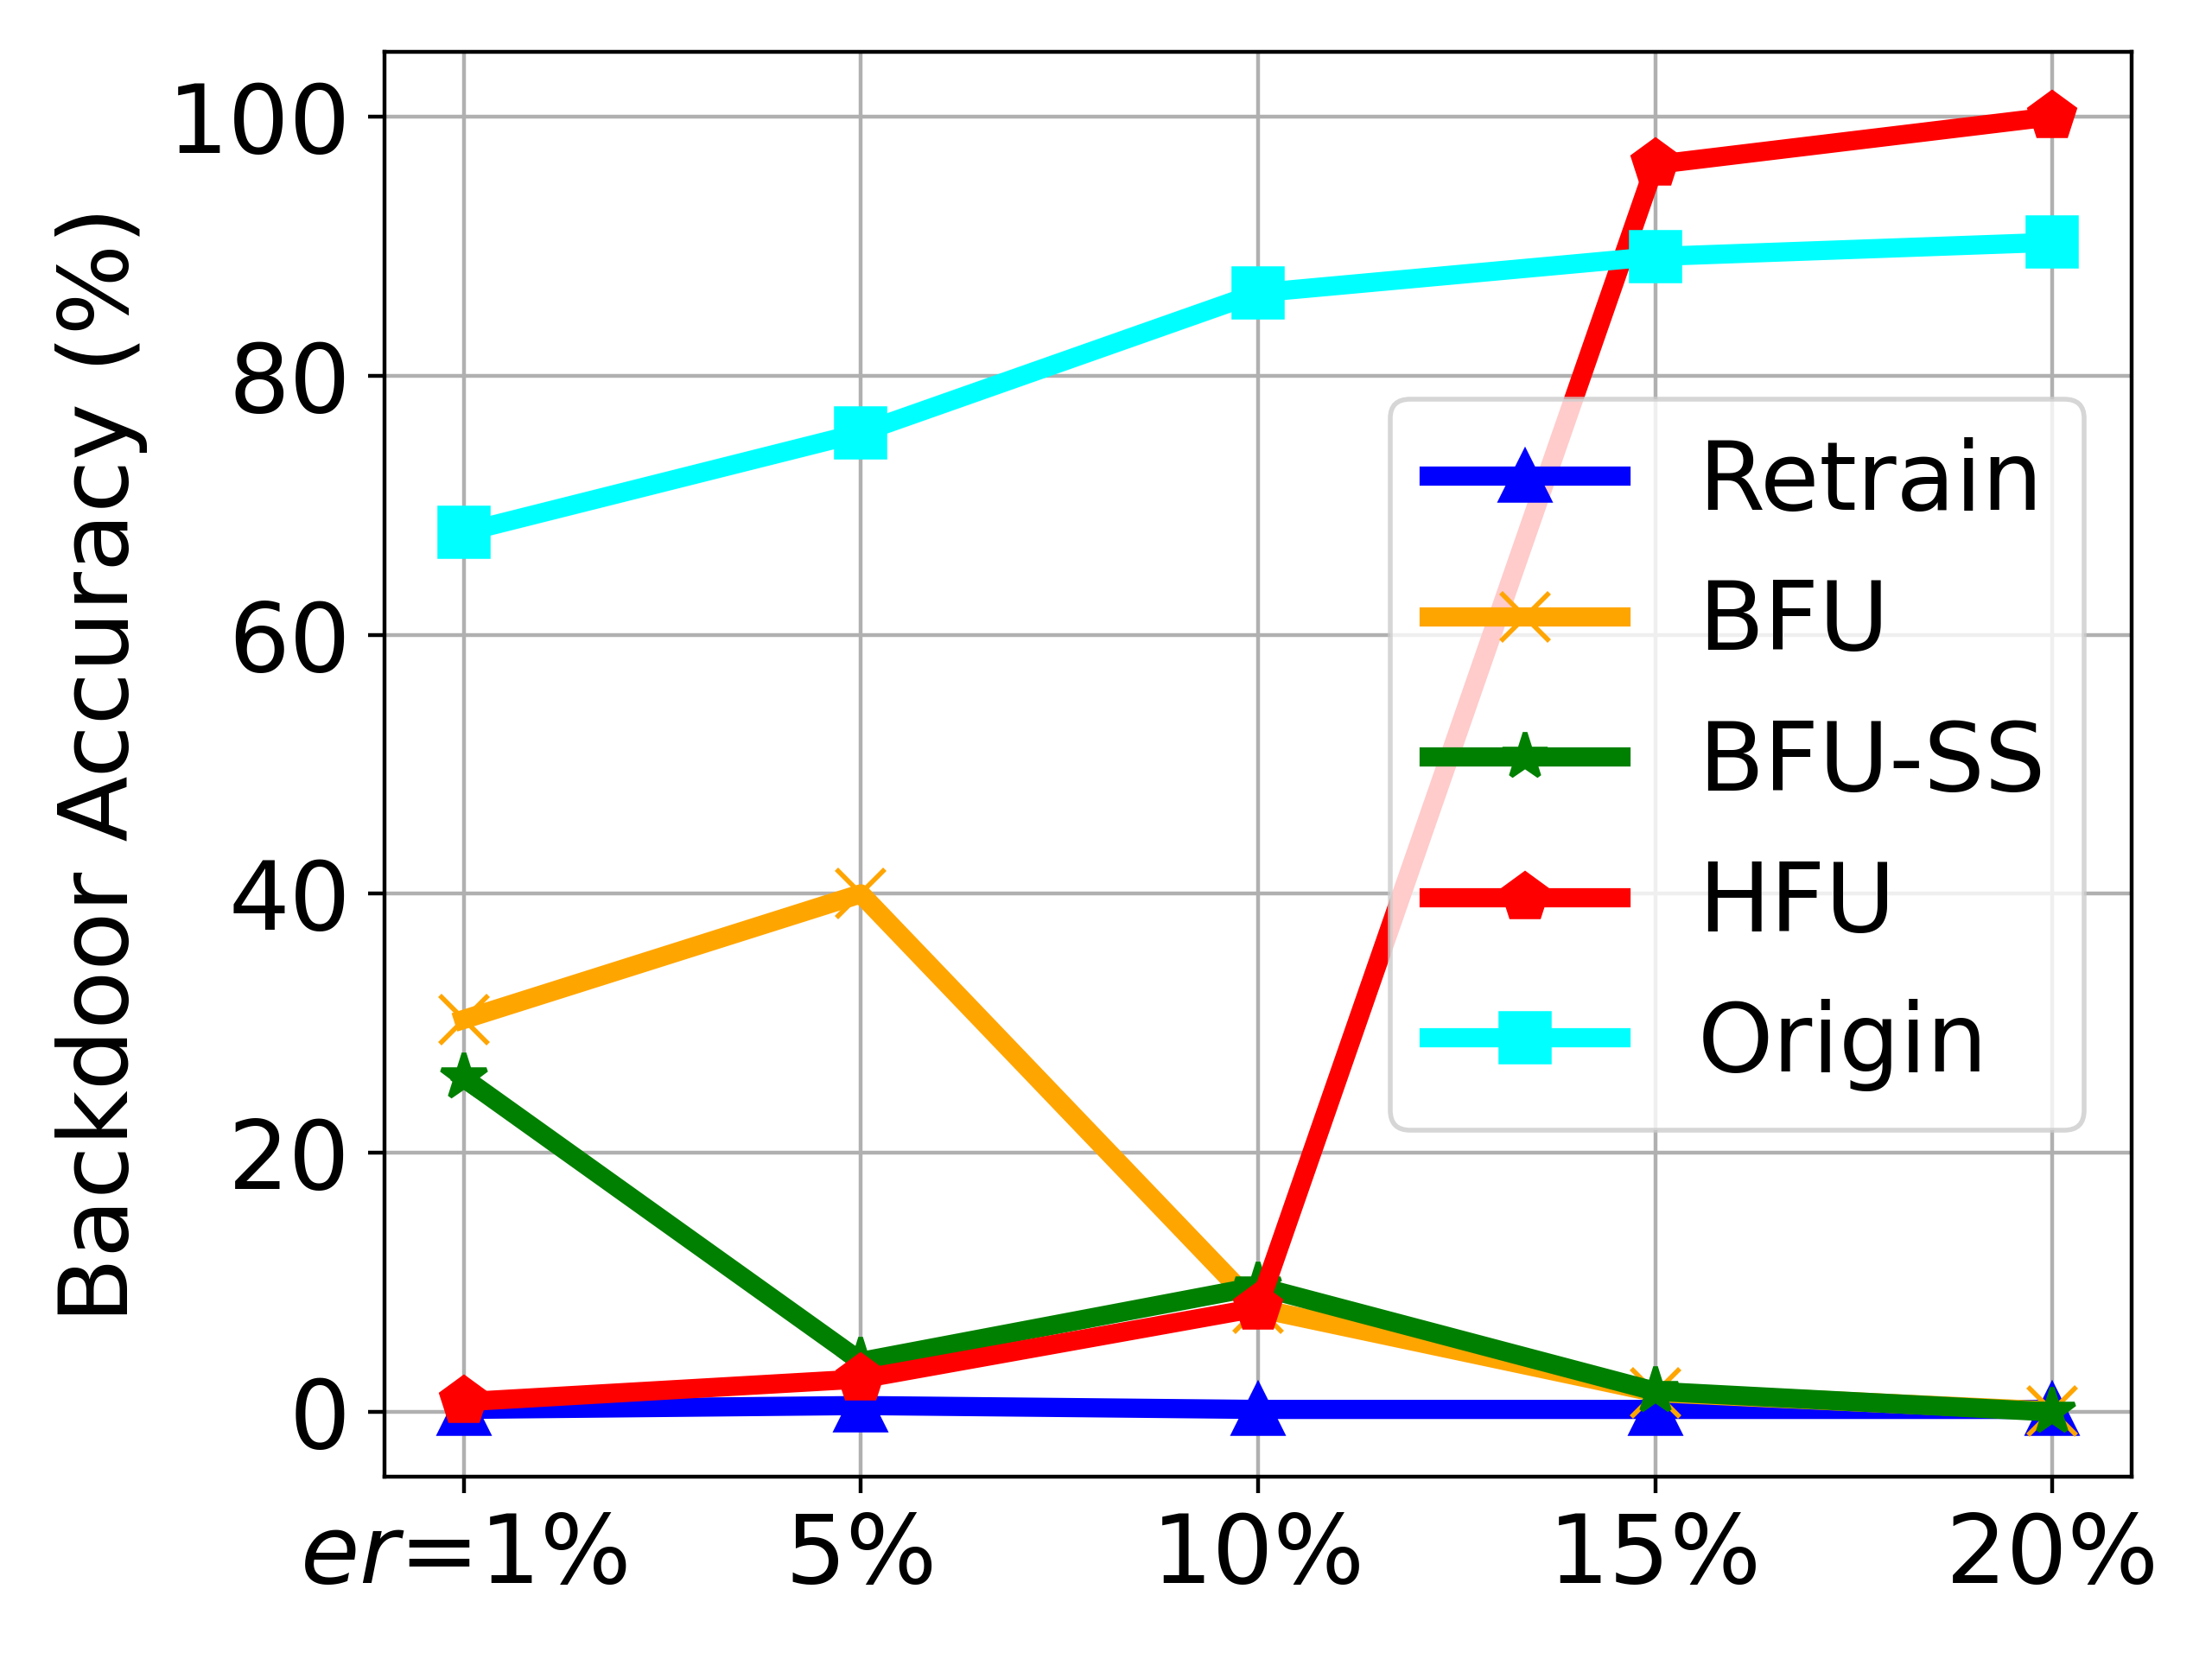 Backdoor Accuracy (%)
100
80
60
40
20
0
er=1% 5% 10% 15% 20%
Retrain
BFU
BFU-SS
HFU
Origin